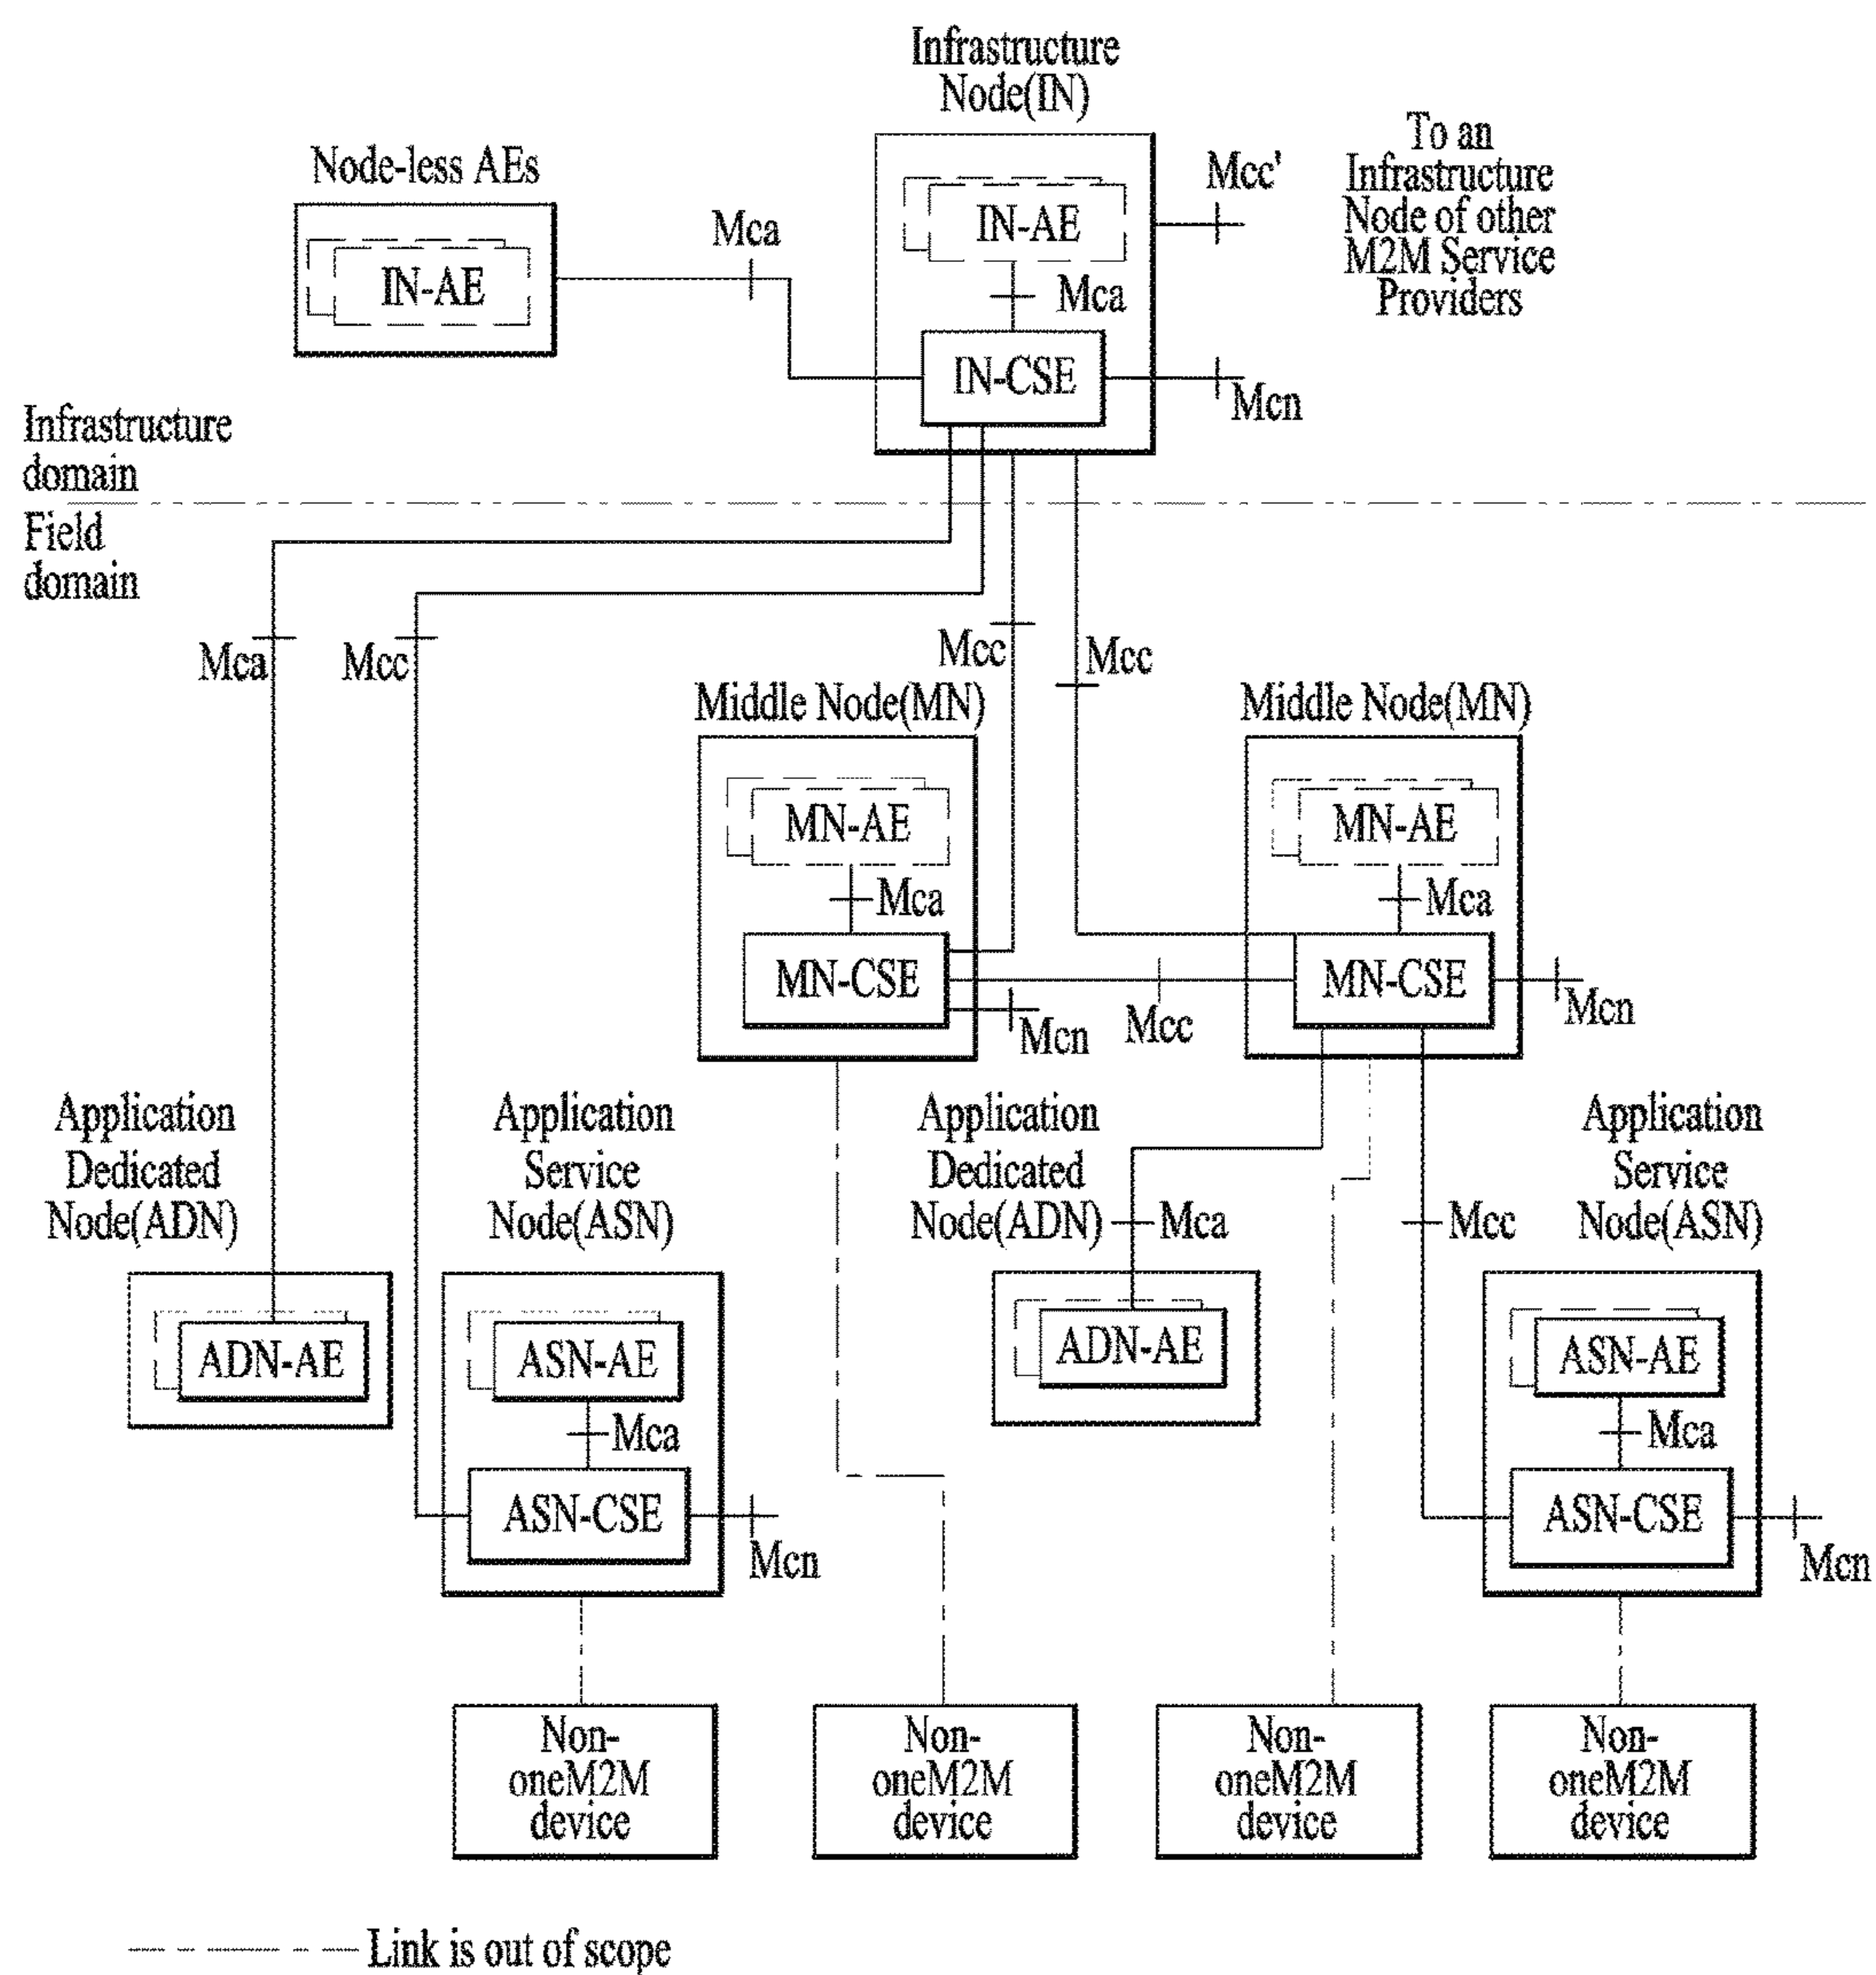 Infrastructure
Node(IN)
Node-less AEs
IN-AE
Mca
IN-AE
Mca
IN-CSE
Mcc'
To an
Infrastructure
Node of other
M2M Service
Providers
Mcn
Infrastructure
domain
Field
domain
Mca
Mcc
Mcc
Mcc
Middle Node(MN)
MN-AE
Mca
MN-CSE
Mcn
Mcc
Middle Node(MN)
MN-AE
Mca
MN-CSE
Mcn
Application
Dedicated
Node(ADN)
ADN-AE
Application
Service
Node(ASN)
ASN-AE
Mca
ASN-CSE
Mcn
Application
Dedicated
Node(ADN)
Mca
ADN-AE
Mcc
Application
Service
Node(ASN)
ASN-AE
Mca
ASN-CSE
Mcn
Non-
oneM2M
device
Non-
oneM2M
device
Non-
oneM2M
device
Non-
oneM2M
device
Link is out of scope